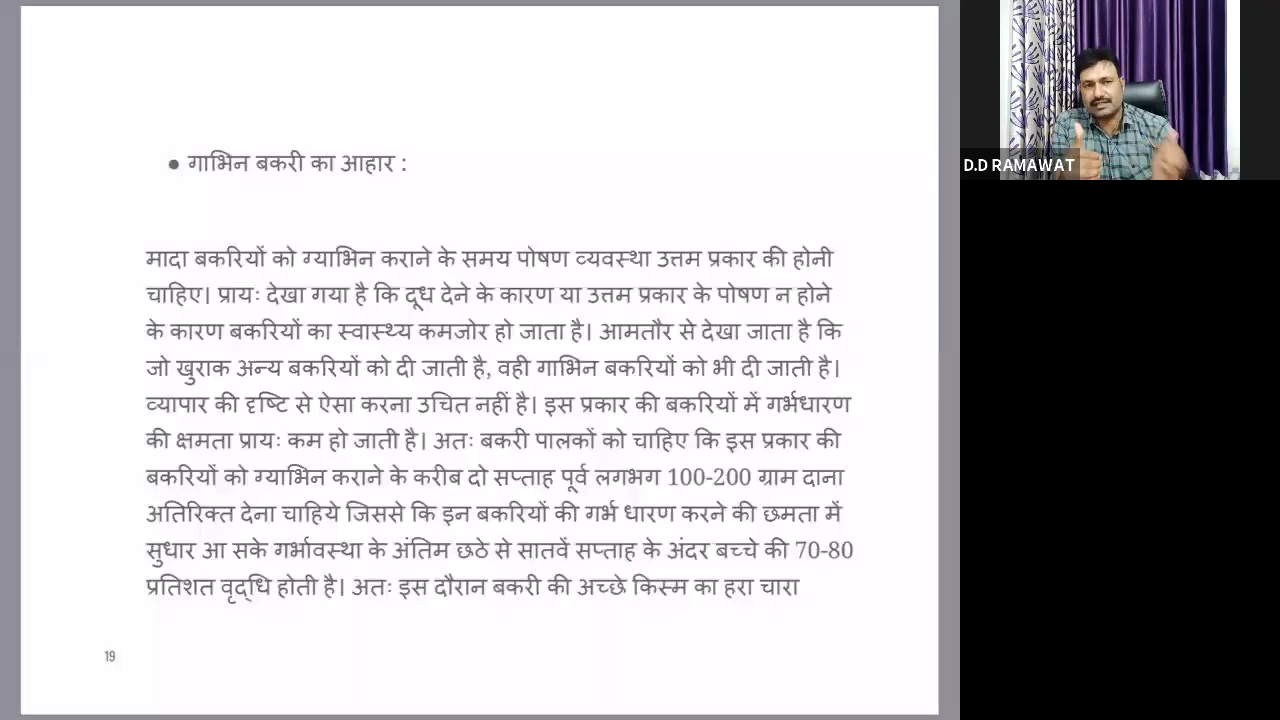 • गाभिन बकरी का आहार :
मादा बकरियों को ग्याभिन कराने के समय पोषण व्यवस्था उत्तम प्रकार की होनी
चाहिए। प्रायः देखा गया है कि दूध देने के कारण या उत्तम प्रकार के पोषण न होने
के कारण बकरियों का स्वास्थ्य कमजोर हो जाता है। आमतौर से देखा जाता है कि
जो खुराक अन्य बकरियों को दी जाती है, वही गाभिन बकरियों को भी दी जाती है।
व्यापार की दृष्टि से ऐसा करना उचित नहीं है। इस प्रकार की बकरियों में गर्भधारण
की क्षमता प्रायः कम हो जाती है। अतः बकरी पालकों को चाहिए कि इस प्रकार की
बकरियों को ग्याभिन कराने के करीब दो सप्ताह पूर्व लगभग 100-200 ग्राम दाना
अतिरिक्त देना चाहिये जिससे कि इन बकरियों की गर्भ धारण करने की छमता में
सुधार आ सके गर्भावस्था के अंतिम छठे से सातवें सप्ताह के अंदर बच्चे की 70-80
प्रतिशत वृद्धि होती है। अतः इस दौरान बकरी की अच्छे किस्म का हरा चारा
19
D.D RAMAWAT